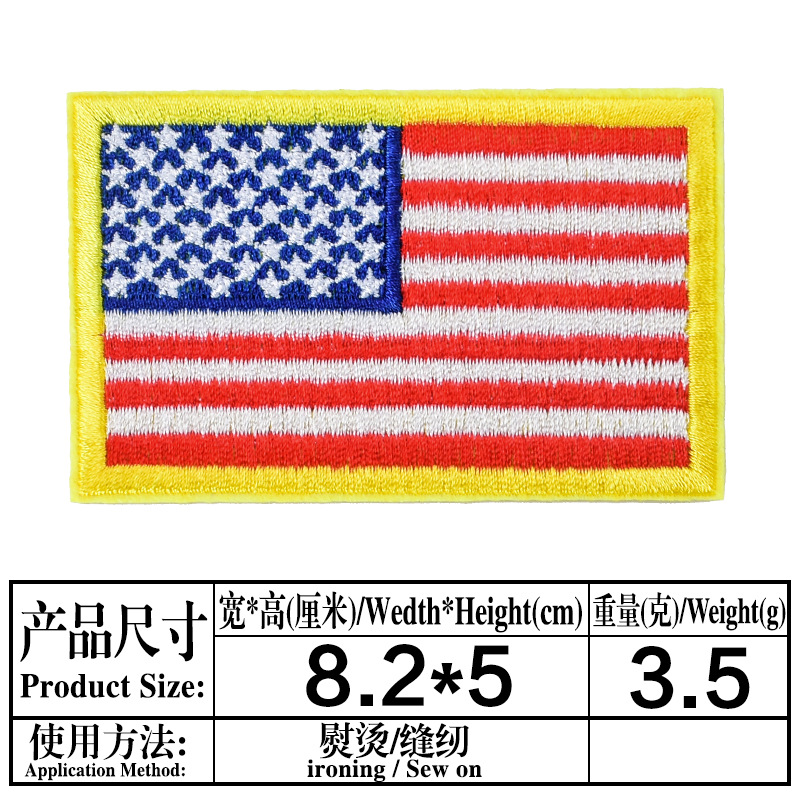 产品尺寸
Product Size:
宽*高(厘米)/Wedth*Height(cm)
重量(克)/Weight(g)
8.2*5
3.5
使用方法:
Application Method:
熨烫/缝纫
ironing / Sew on